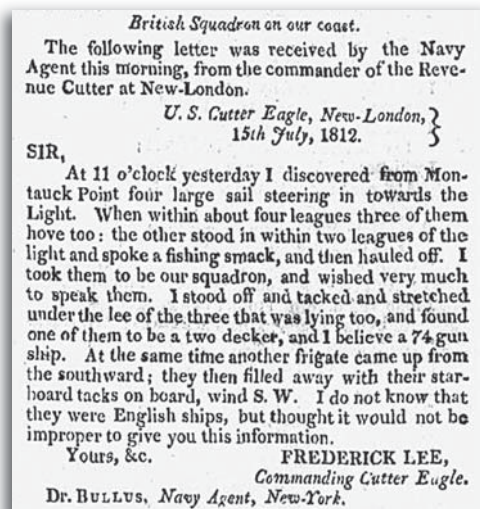 British Squadron on our coast.
The following letter was received by the Navy
Agent this morning, from the commander of the Reve-
nue Cutter at New-London.
U. S. Cutter Eagle, New-London,
15th July, 1812.
SIR,
At 11 o'clock yesterday I discovered from Mon-
tauck Point four large sail steering in towards the
Light. When within about four leagues three of them
hove too: the other stood in within two leagues of the
light and spoke a fishing smack, and then hauled off. I
took them to be our squadron, and wished very much
to speak them. I stood off and tacked and stretched
under the lee of the three that was lying too, and found
one of them to be a two decker, and I believe a 74 gun
ship. At the same time another frigate came up from
the southward; they then filled away with their star-
board tacks on board, wind S. W. I do not know that
they were English ships, but thought it would not be
improper to give you this information.
Yours, &c. FREDERICK LEE,
Commanding Cutter Eagle.
Dr. BULLUS, Navy Agent, New-York.